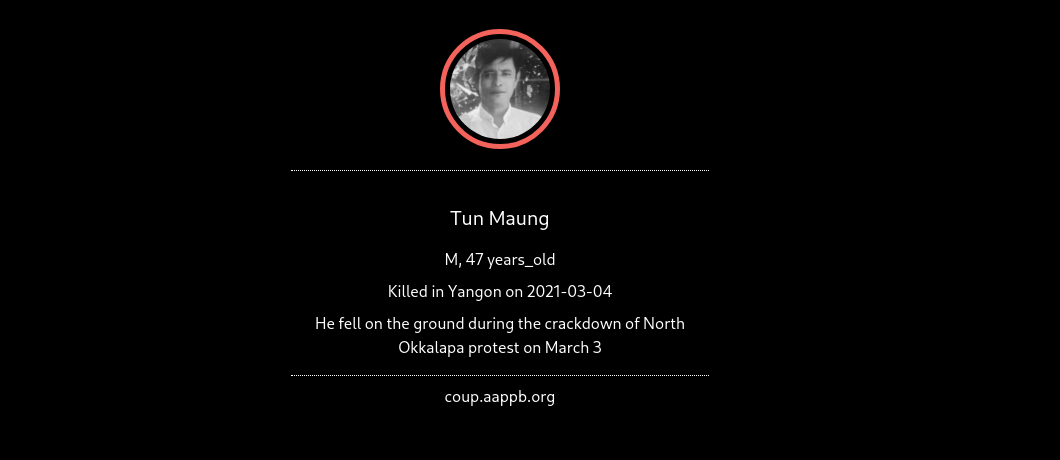 Tun Maung
M, 47 years_old
Killed in Yangon on 2021-03-04
He fell on the ground during the crackdown of North
Okkalapa protest on March 3
coup.aappb.org